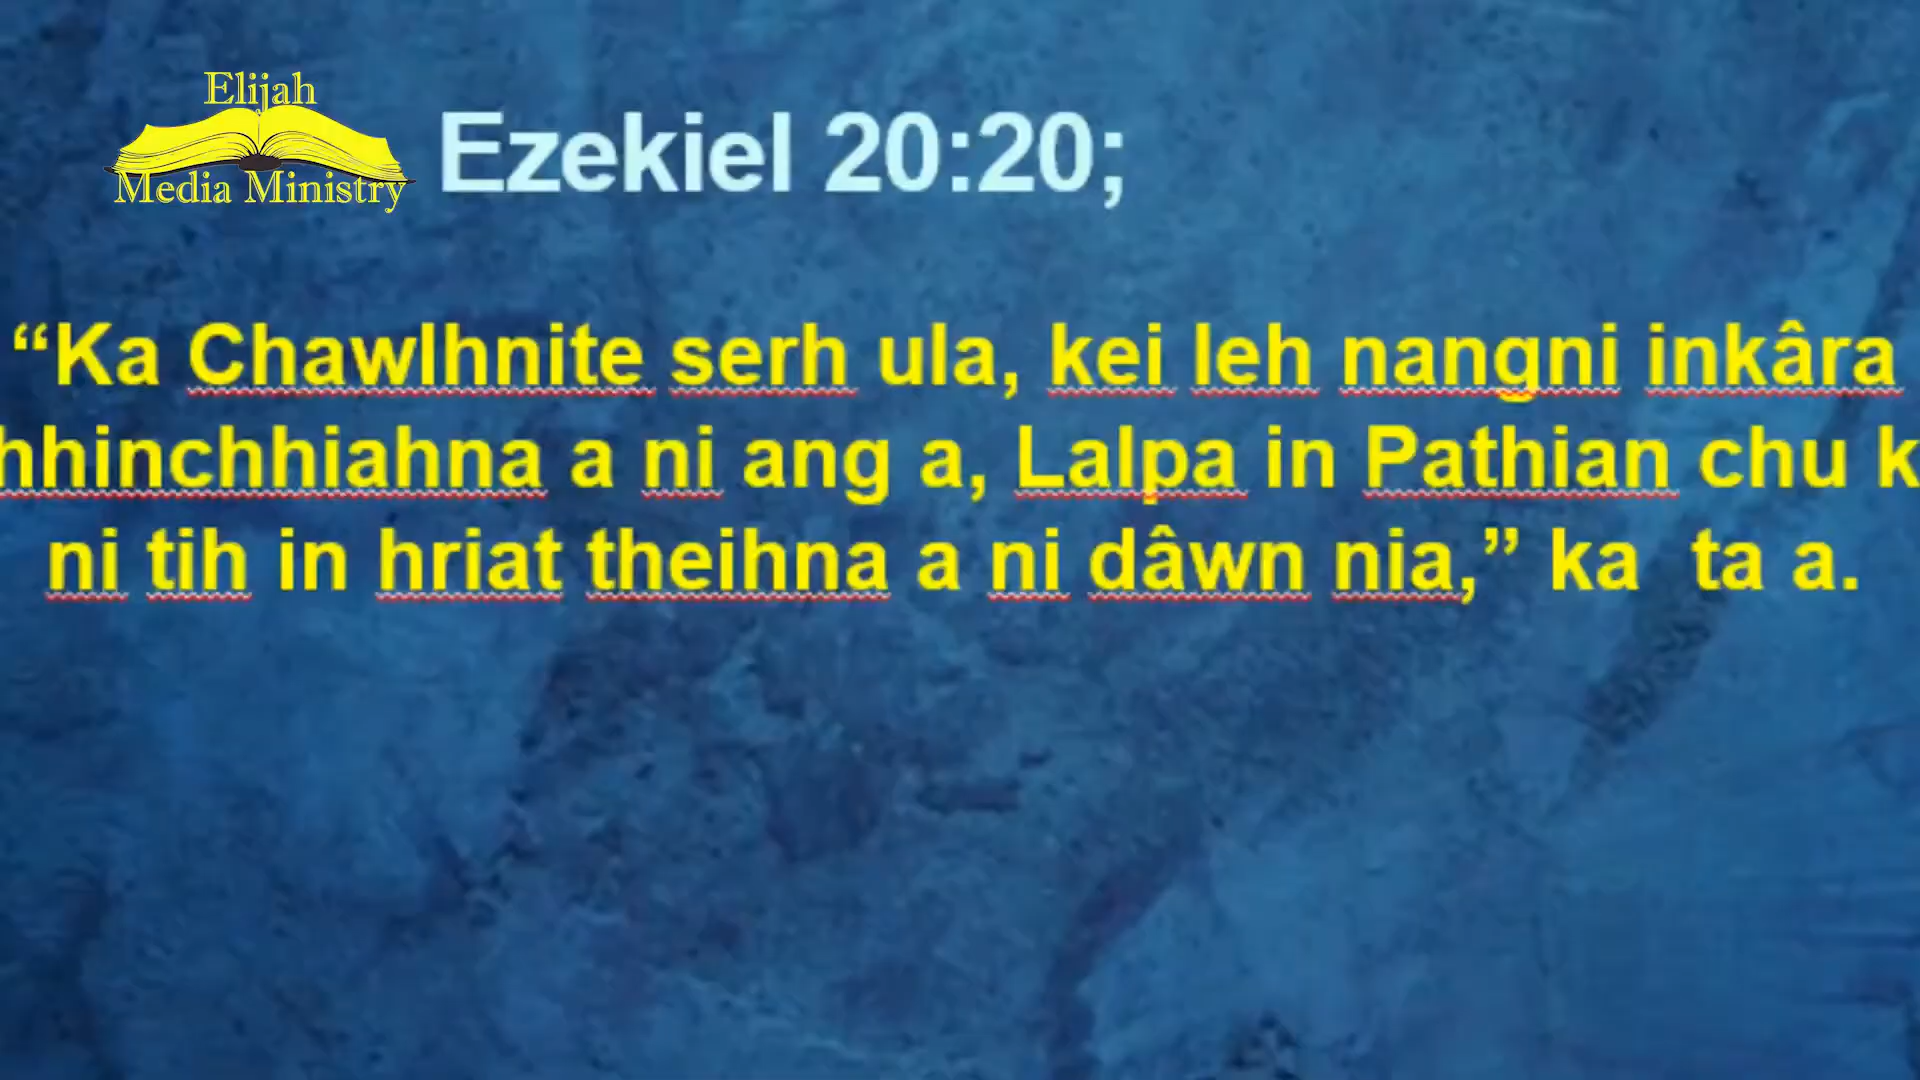 Elijah
Media Ministry
Ezekiel 20:20;
“Ka Chawlhnite serh ula, kei leh nangni inkâra
hhinchhiahna a ni ang a, Lalpa in Pathian chu k
ni tih in hriat theihna a ni dâwn nia,” ka ta a.